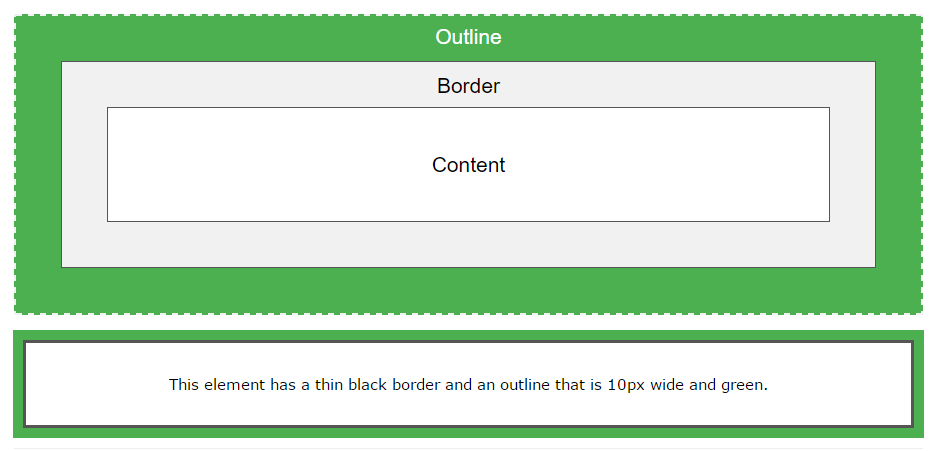 Outline
Border
Content
This element has a thin black border and an outline that is 10px wide and green.